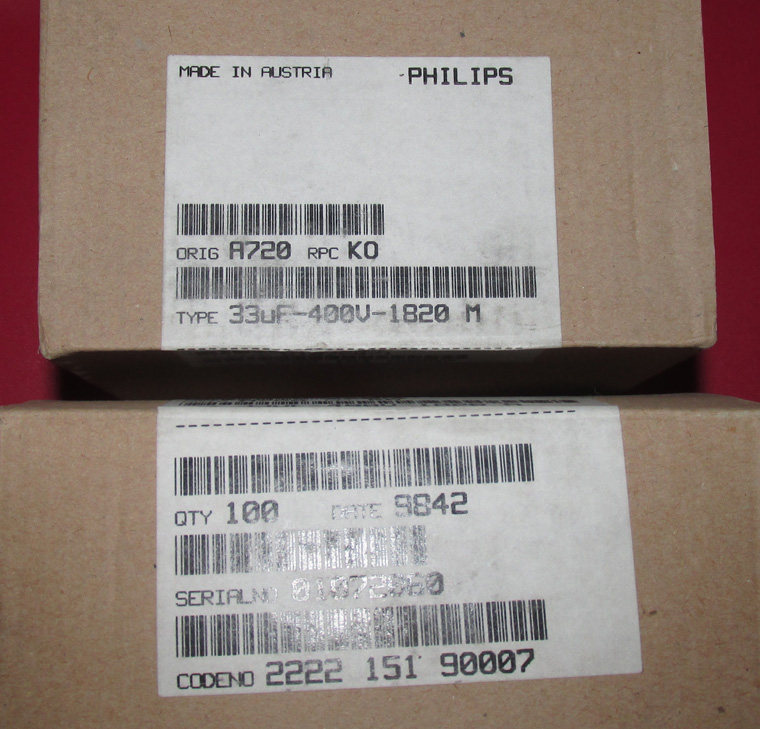 MADE IN AUSTRIA PHILIPS
ORIG A720 RPC KO
TYPE 33uF-400V-1820 M
QTY 100 DATE 9842
SERIALNO
CODENO 2222 151 90007